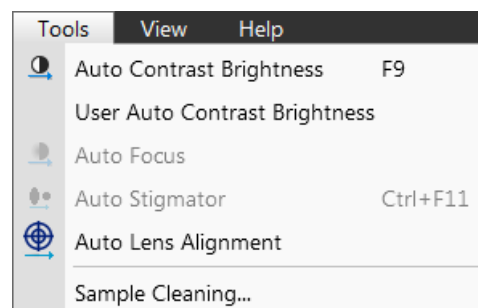 Tools View Help
Auto Contrast Brightness F9
User Auto Contrast Brightness
Auto Focus
Auto Stigmator Ctrl+F11
Auto Lens Alignment
Sample Cleaning...